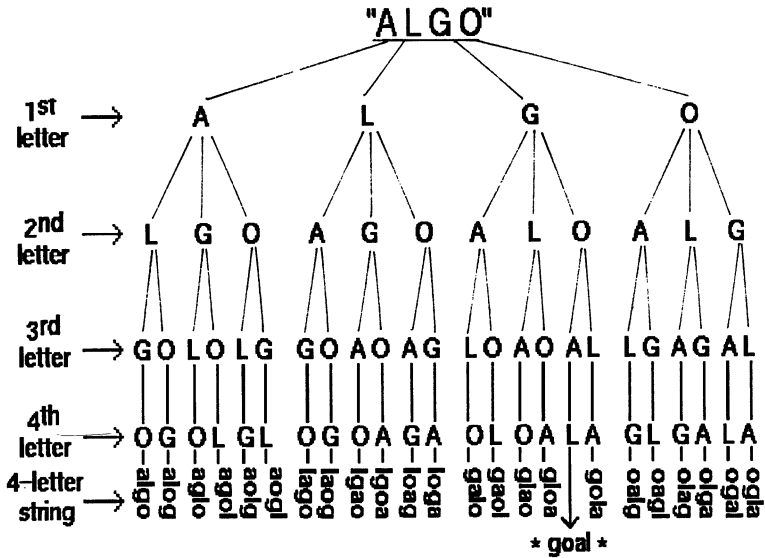 "ALGO"
1st letter → A L G O
2nd letter → L G O A G O A L O A L G
3rd letter → G O L O L G G O A O A G L O A O A L L G A G A L
4th letter → O G O L G L O G O A G A O L O A L A G L G A L A
4-letter string → algo alog aglo agol aolg aogl lago laog lgao lgoa loag loga galo gaol glao gloa gola oalg oagl olag olga ogal ogla
* goal *